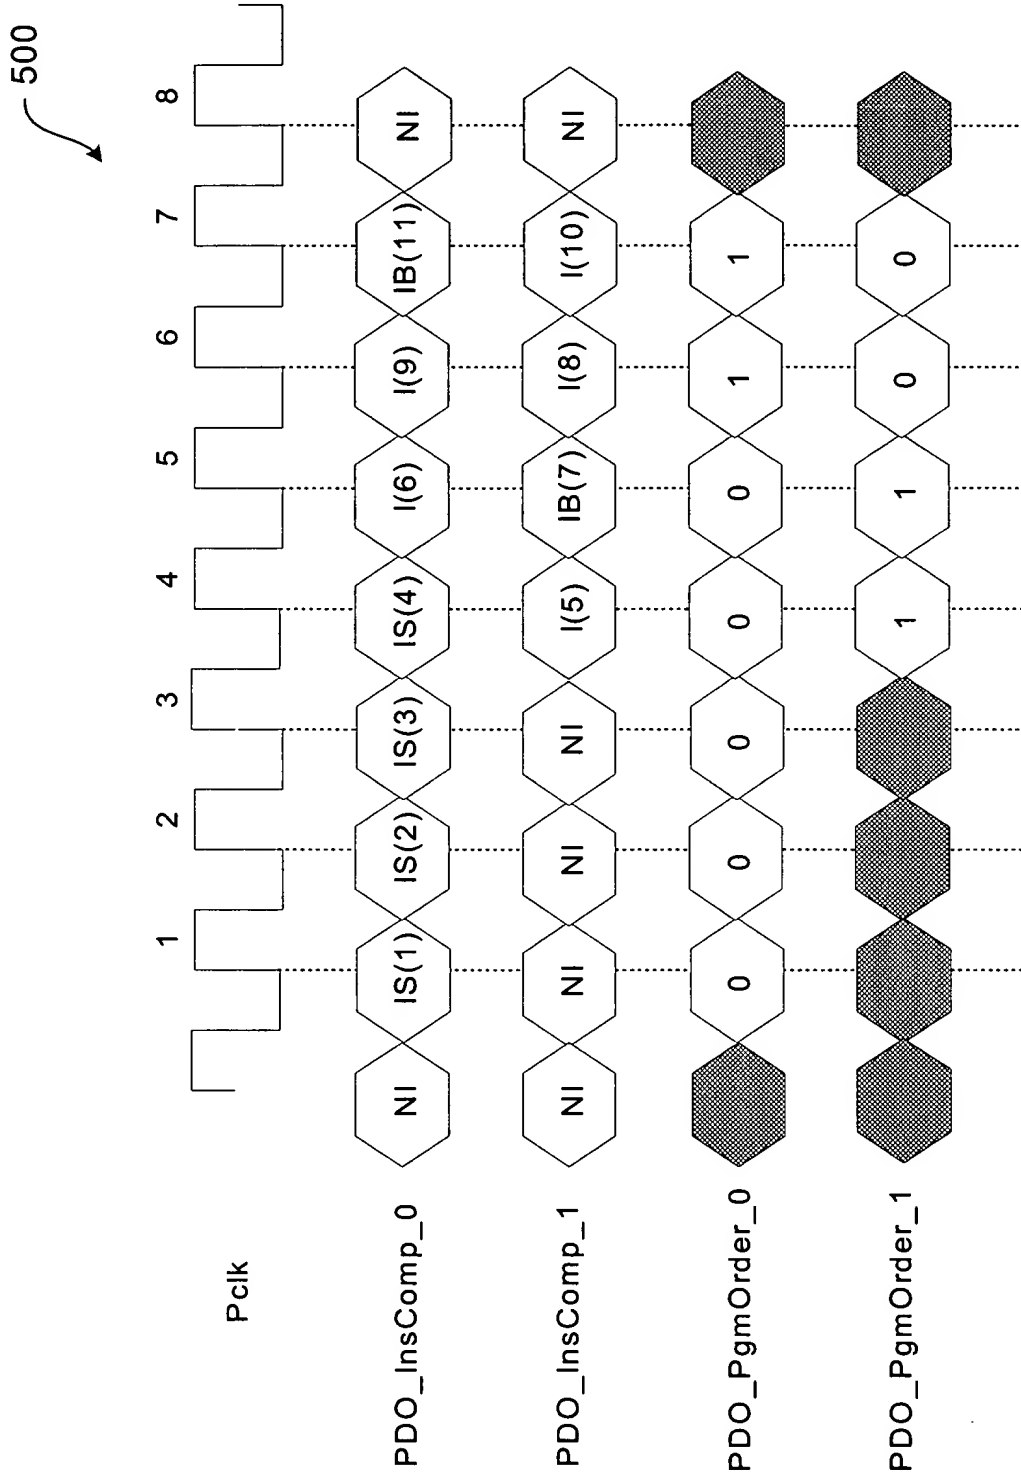 500
1 2 3 4 5 6 7 8
Pclk
PDO_InsComp_0 NI IS(1) IS(2) IS(3) IS(4) I(6) I(9) IB(11) NI
PDO_InsComp_1 NI NI NI NI I(5) IB(7) I(8) I(10) NI
PDO_PgmOrder_0 0 0 0 0 0 1 1
PDO_PgmOrder_1 1 1 0 0